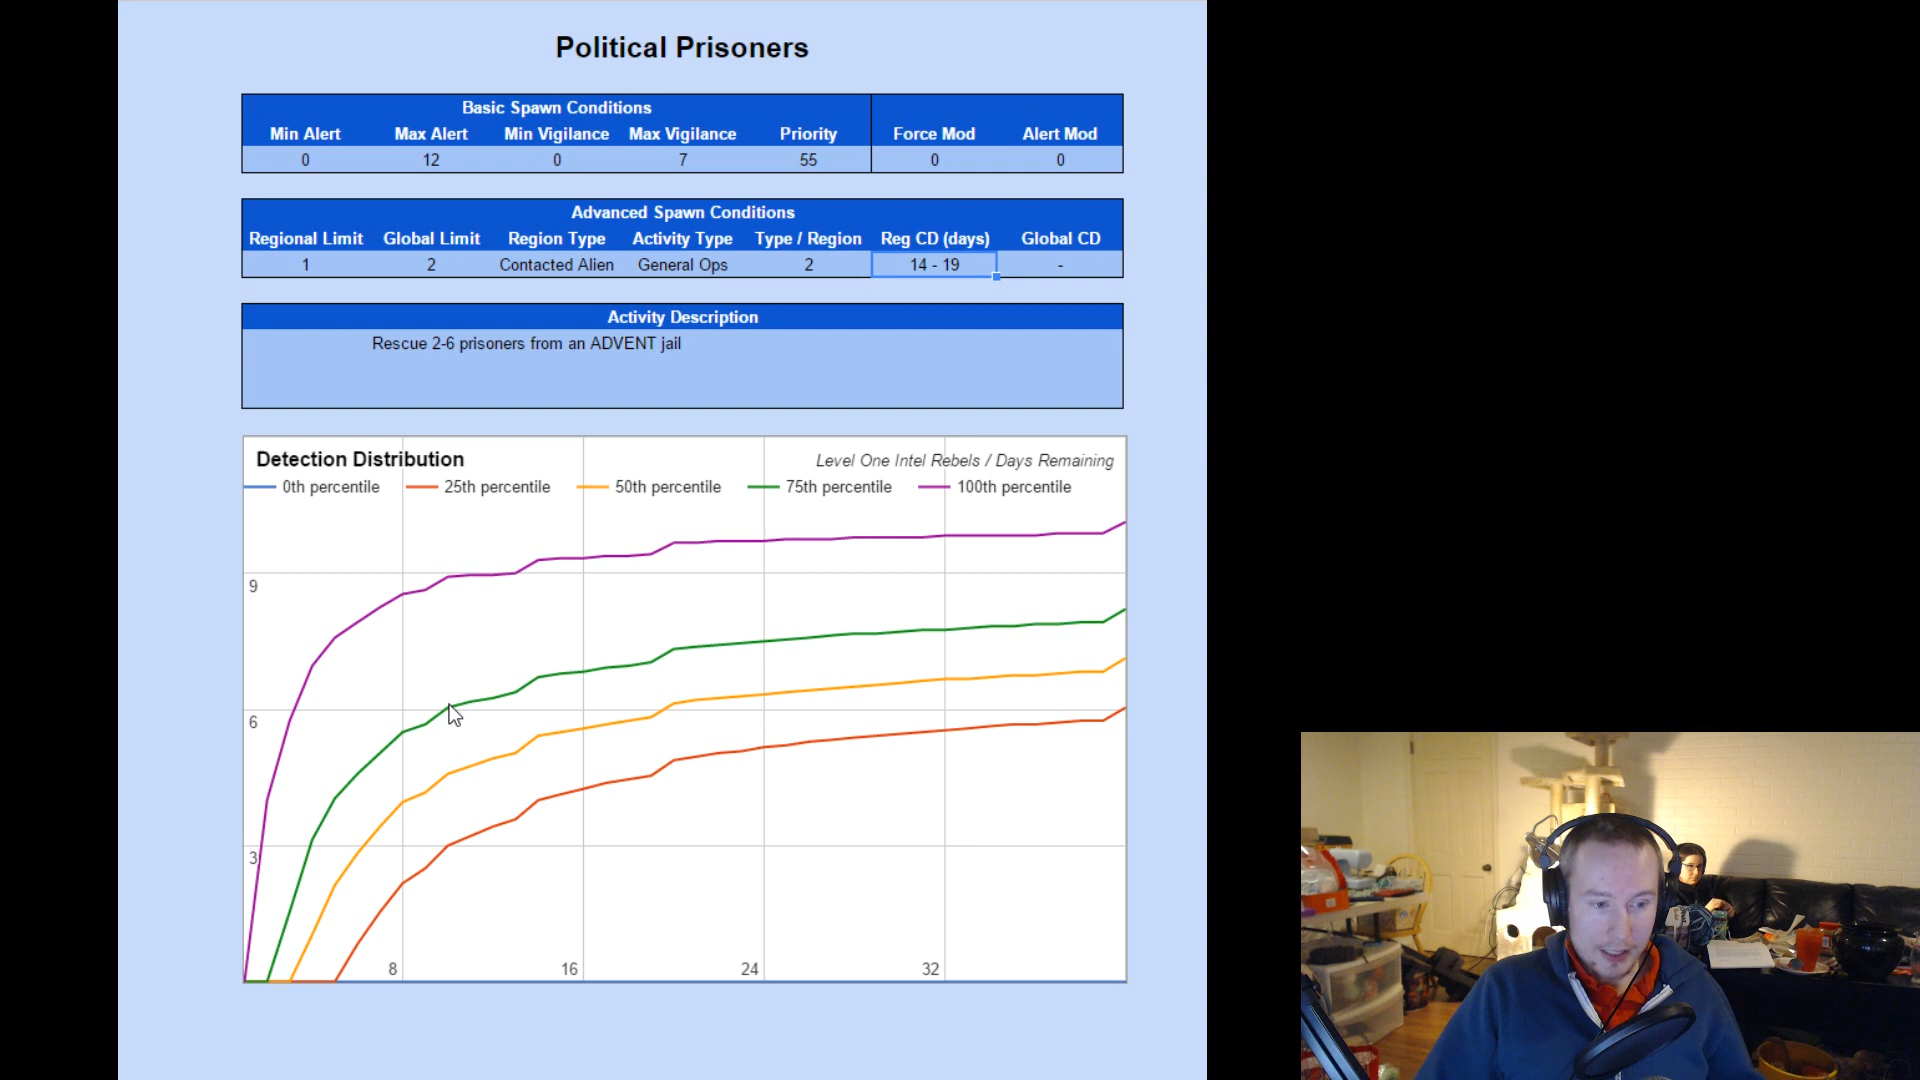 Political Prisoners
Basic Spawn Conditions
Min Alert Max Alert Min Vigilance Max Vigilance Priority Force Mod Alert Mod
0 12 0 7 55 0 0
Advanced Spawn Conditions
Regional Limit Global Limit Region Type Activity Type Type / Region Reg CD (days) Global CD
1 2 Contacted Alien General Ops 2 14 - 19 -
Activity Description
Rescue 2-6 prisoners from an ADVENT jail
Detection Distribution Level One Intel Rebels / Days Remaining
0th percentile 25th percentile 50th percentile 75th percentile 100th percentile
9
6
3
8 16 24 32